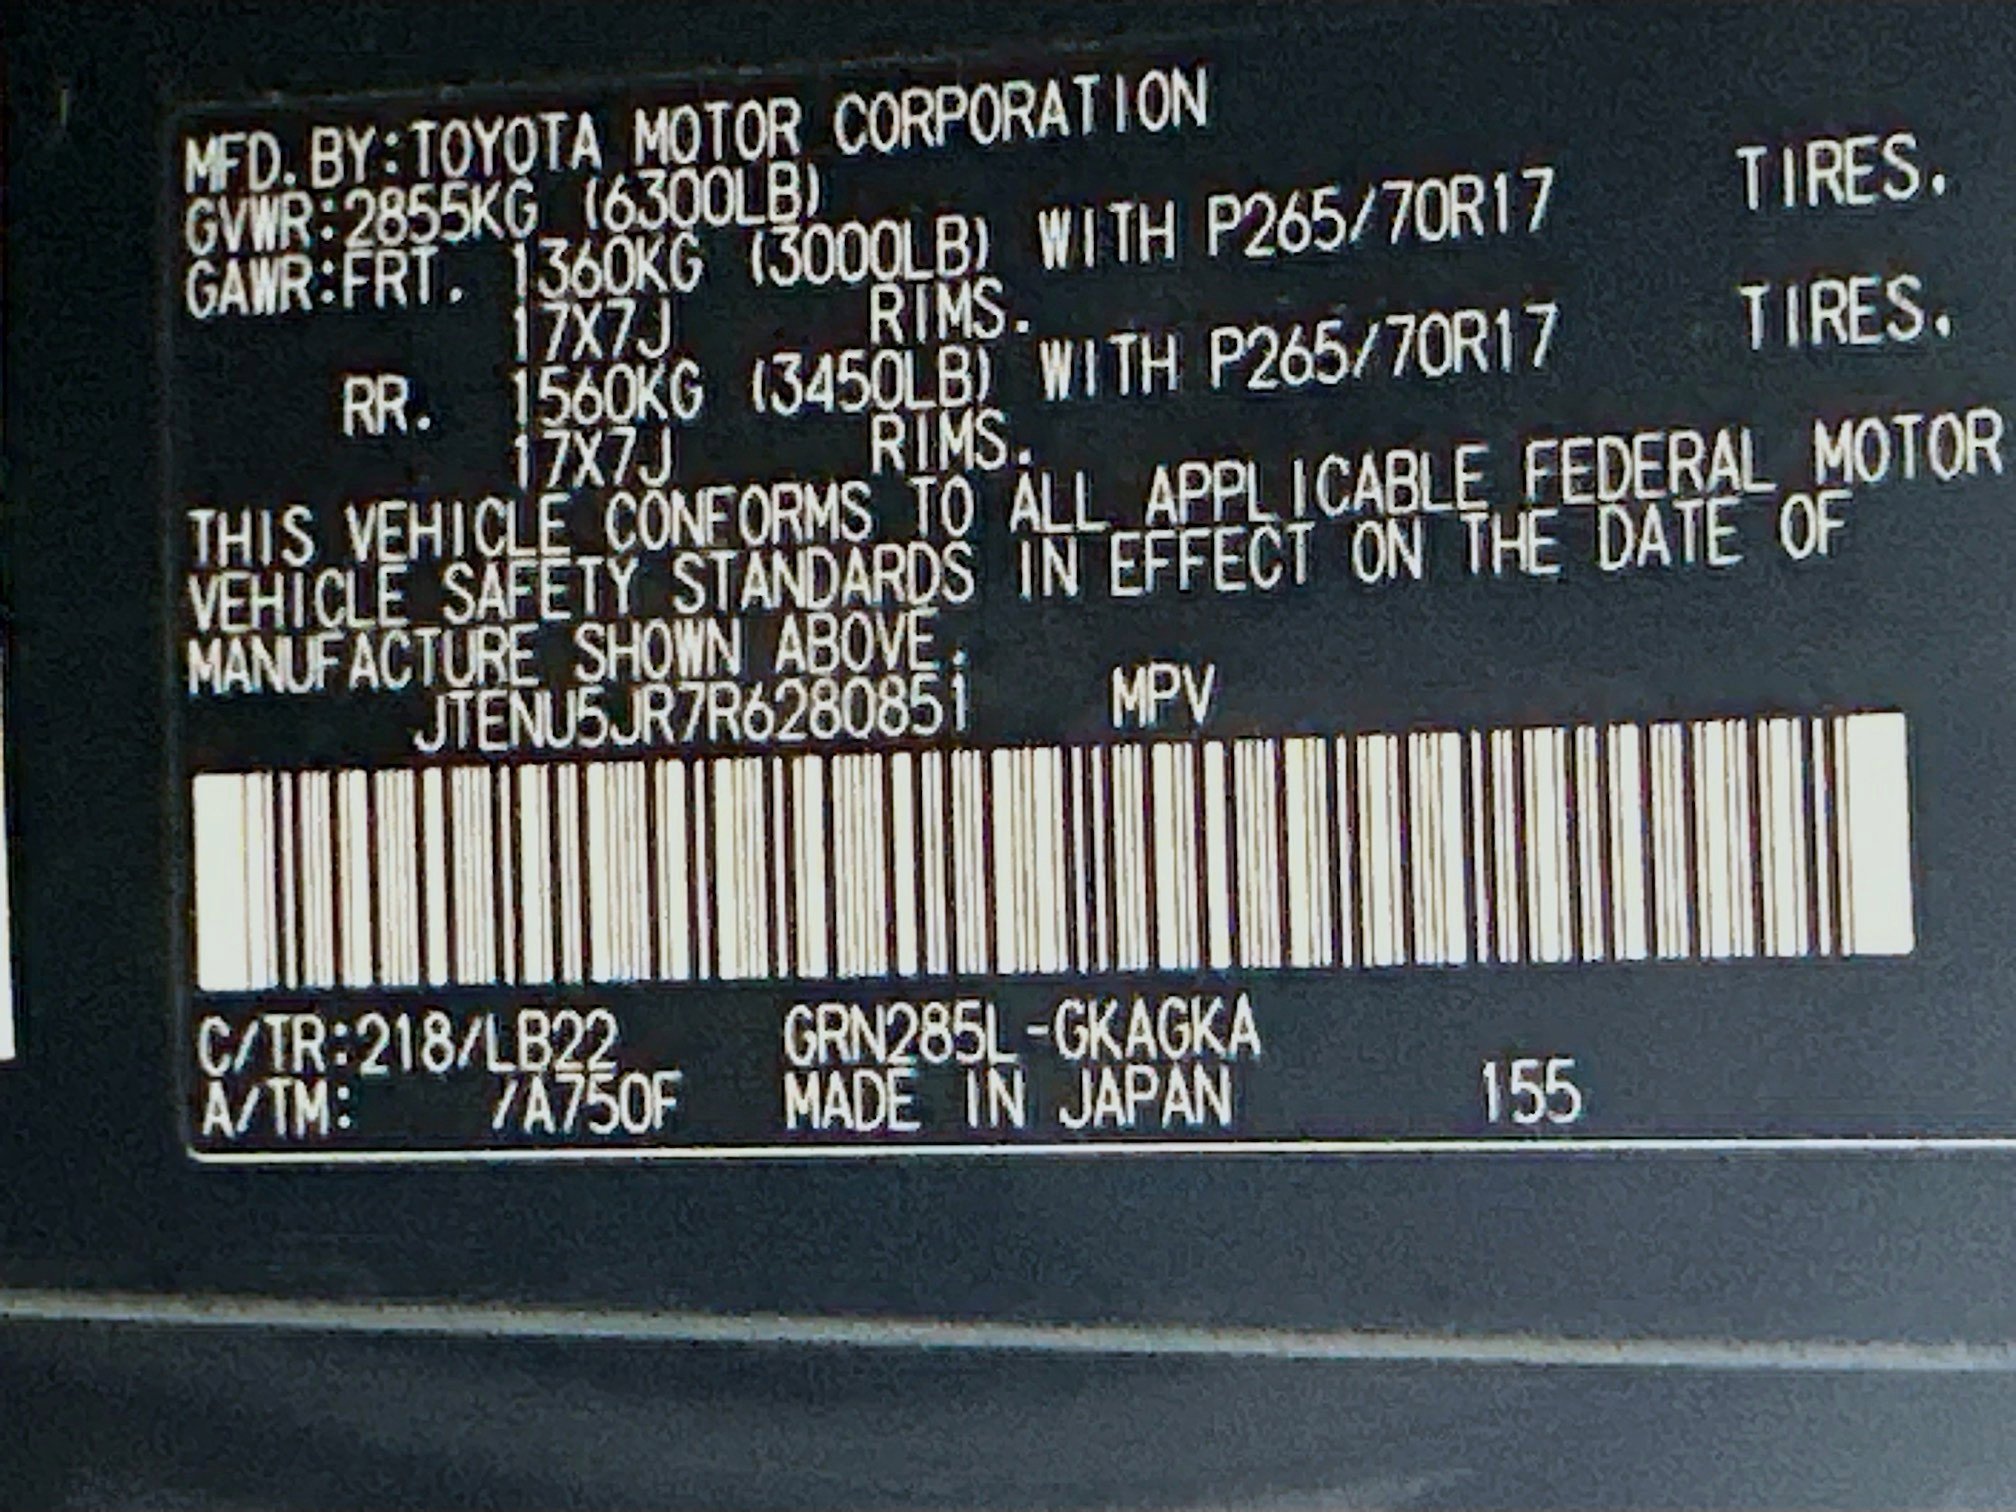 MFD.BY:TOYOTA MOTOR CORPORATION
GVWR:2855KG (6300LB)
GAWR:FRT. 1360KG (3000LB) WITH P265/70R17 TIRES.
17X7J RIMS.
RR. 1560KG (3450LB) WITH P265/70R17 TIRES.
17X7J RIMS.
THIS VEHICLE CONFORMS TO ALL APPLICABLE FEDERAL MOTOR
VEHICLE SAFETY STANDARDS IN EFFECT ON THE DATE OF
MANUFACTURE SHOWN ABOVE.
JTENU5JR7R6280851 MPV
C/TR:218/LB22 GRN285L-GKAGKA
A/TM: /A750F MADE IN JAPAN 155